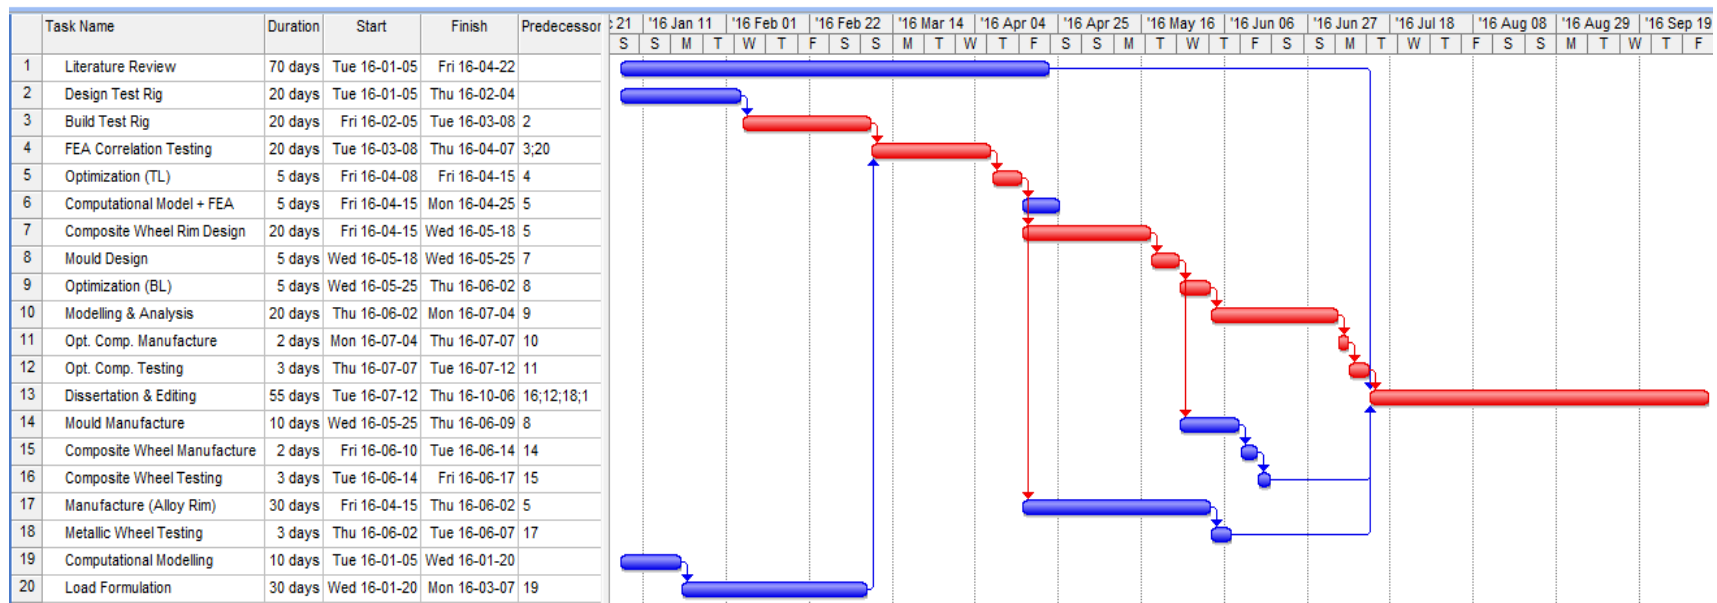 Task Name Duration Start Finish Predecessor 21 '16 Jan 11 '16 Feb 01 '16 Feb 22 '16 Mar 14 '16 Apr 04 '16 Apr 25 '16 May 16 '16 Jun 06 '16 Jun 27 '16 Jul 18 '16 Aug 08 '16 Aug 29 '16 Sep 19
S S M T W T F S S M T W T F S S M T W T F S S M T W T F S S M T W T F
1 Literature Review 70 days Tue 16-01-05 Fri 16-04-22
2 Design Test Rig 20 days Tue 16-01-05 Thu 16-02-04
3 Build Test Rig 20 days Fri 16-02-05 Tue 16-03-08 2
4 FEA Correlation Testing 20 days Tue 16-03-08 Thu 16-04-07 3;20
5 Optimization (TL) 5 days Fri 16-04-08 Fri 16-04-15 4
6 Computational Model + FEA 5 days Fri 16-04-15 Mon 16-04-25 5
7 Composite Wheel Rim Design 20 days Fri 16-04-15 Wed 16-05-18 5
8 Mould Design 5 days Wed 16-05-18 Wed 16-05-25 7
9 Optimization (BL) 5 days Wed 16-05-25 Thu 16-06-02 8
10 Modelling & Analysis 20 days Thu 16-06-02 Mon 16-07-04 9
11 Opt. Comp. Manufacture 2 days Mon 16-07-04 Thu 16-07-07 10
12 Opt. Comp. Testing 3 days Thu 16-07-07 Tue 16-07-12 11
13 Dissertation & Editing 55 days Tue 16-07-12 Thu 16-10-06 16;12;18;1
14 Mould Manufacture 10 days Wed 16-05-25 Thu 16-06-09 8
15 Composite Wheel Manufacture 2 days Fri 16-06-10 Tue 16-06-14 14
16 Composite Wheel Testing 3 days Tue 16-06-14 Fri 16-06-17 15
17 Manufacture (Alloy Rim) 30 days Fri 16-04-15 Thu 16-06-02 5
18 Metallic Wheel Testing 3 days Thu 16-06-02 Tue 16-06-07 17
19 Computational Modelling 10 days Tue 16-01-05 Wed 16-01-20
20 Load Formulation 30 days Wed 16-01-20 Mon 16-03-07 19